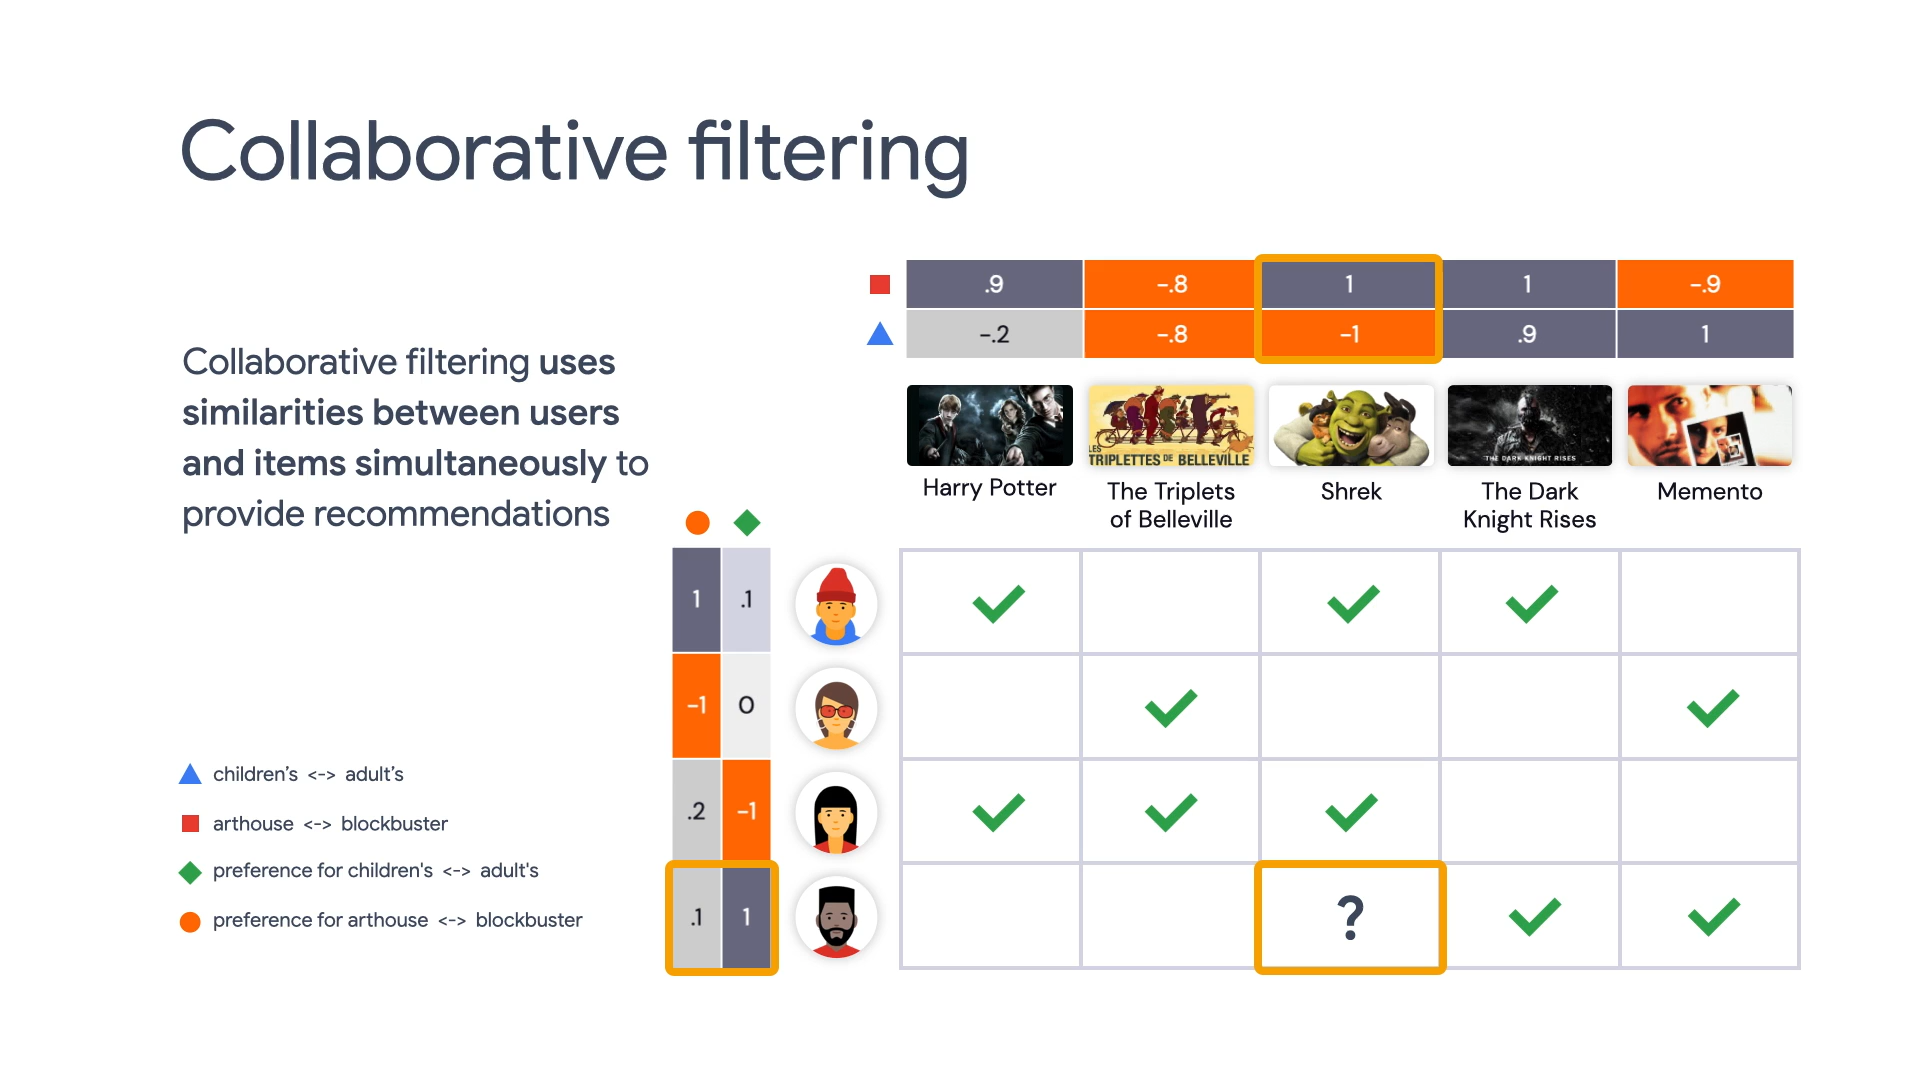 Collaborative filtering
Collaborative filtering uses
similarities between users
and items simultaneously to
provide recommendations
.9 -.8 1 1 -.9
-.2 -.8 -1 .9 1
LES
TRIPLETTES DE BELLEVILLE
THE DARK KNIGHT RISES
Harry Potter
The Triplets
of Belleville
Shrek
The Dark
Knight Rises
Memento
1 .1
-1 0
.2 -1
.1 1
?
children's <-> adult's
arthouse <-> blockbuster
preference for children's <-> adult's
preference for arthouse <-> blockbuster